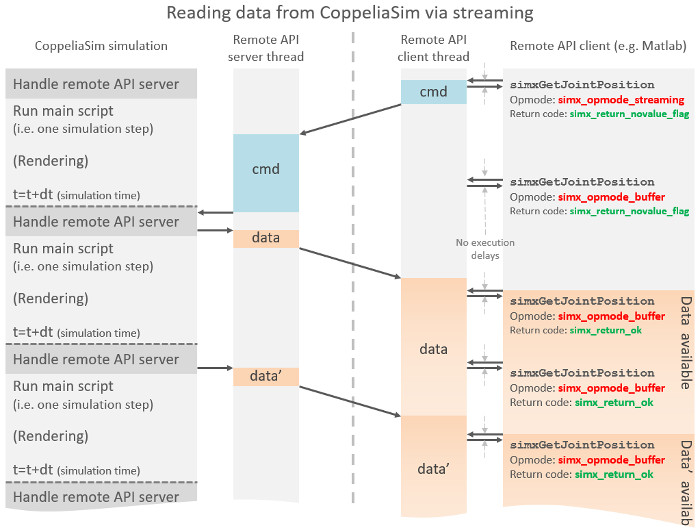 Reading data from CoppeliaSim via streaming
CoppeliaSim simulation
Remote API
server thread
Remote API
client thread
Remote API client (e.g. Matlab)
Handle remote API server
Run main script
(i.e. one simulation step)
(Rendering)
t=t+dt (simulation time)
Handle remote API server
Run main script
(i.e. one simulation step)
(Rendering)
t=t+dt (simulation time)
Handle remote API server
Run main script
(i.e. one simulation step)
(Rendering)
t=t+dt (simulation time)
Handle remote API server
cmd
data
data’
cmd
data
data’
No execution
delays
simxGetJointPosition
Opmode: simx_opmode_streaming
Return code: simx_return_novalue_flag
simxGetJointPosition
Opmode: simx_opmode_buffer
Return code: simx_return_novalue_flag
simxGetJointPosition
Opmode: simx_opmode_buffer
Return code: simx_return_ok
simxGetJointPosition
Opmode: simx_opmode_buffer
Return code: simx_return_ok
simxGetJointPosition
Opmode: simx_opmode_buffer
Return code: simx_return_ok
Data available
Data’ availab